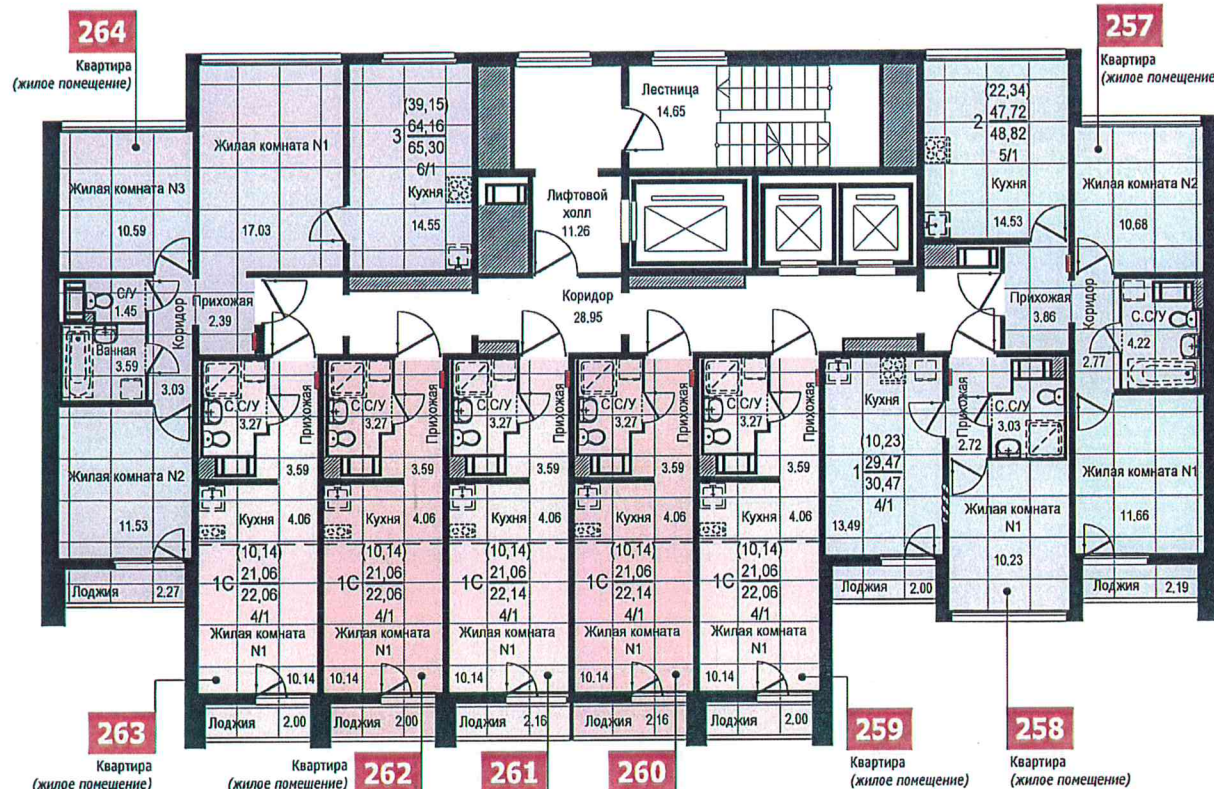 264
Квартира
(жилое помещение)
257
Квартира
(жилое помещение)
Лестница
14.65
(39,15)
3 64,16
65,30
6/1
Кухня
14.55
Жилая комната N1
17.03
Жилая комната N3
10.59
Лифтовой
холл
11.26
(22,34)
2 47,72
48,82
5/1
Кухня
14.53
Жилая комната N2
10.68
С/У
1.45
Коридор
Прихожая
2.39
Ванная
3.59
3.03
Коридор
28.95
Прихожая
3.86
Коридор
2.77
С.С/У
4.22
С.С/У
3.27
Прихожая
3.59
С.С/У
3.27
Прихожая
3.59
С.С/У
3.27
Прихожая
3.59
С.С/У
3.27
Прихожая
3.59
С.С/У
3.27
Прихожая
3.59
Кухня
(10,23)
1 29,47
30,47
4/1
13,49
Прихожая
2.72
С.С/У
3.03
Жилая комната N2
11.53
Жилая комната N1
11.66
Кухня 4.06
Кухня 4.06
Кухня 4.06
Кухня 4.06
Кухня 4.06
Жилая комната
N1
10.23
(10,14)
1С 21,06
22,06
4/1
(10,14)
1С 21,06
22,06
4/1
(10,14)
1С 21,06
22,14
4/1
(10,14)
1С 21,06
22,14
4/1
(10,14)
1С 21,06
22,06
4/1
Лоджия 2.27
Лоджия 2.00
Лоджия 2.19
Жилая комната
N1
10.14
Жилая комната
N1
10.14
Жилая комната
N1
10.14
Жилая комната
N1
10.14
Жилая комната
N1
10.14
Лоджия 2.00
Лоджия 2.00
Лоджия 2.16
Лоджия 2.16
Лоджия 2.00
263
Квартира
(жилое помещение)
Квартира
(жилое помещение)
262
261
260
259
Квартира
(жилое помещение)
258
Квартира
(жилое помещение)